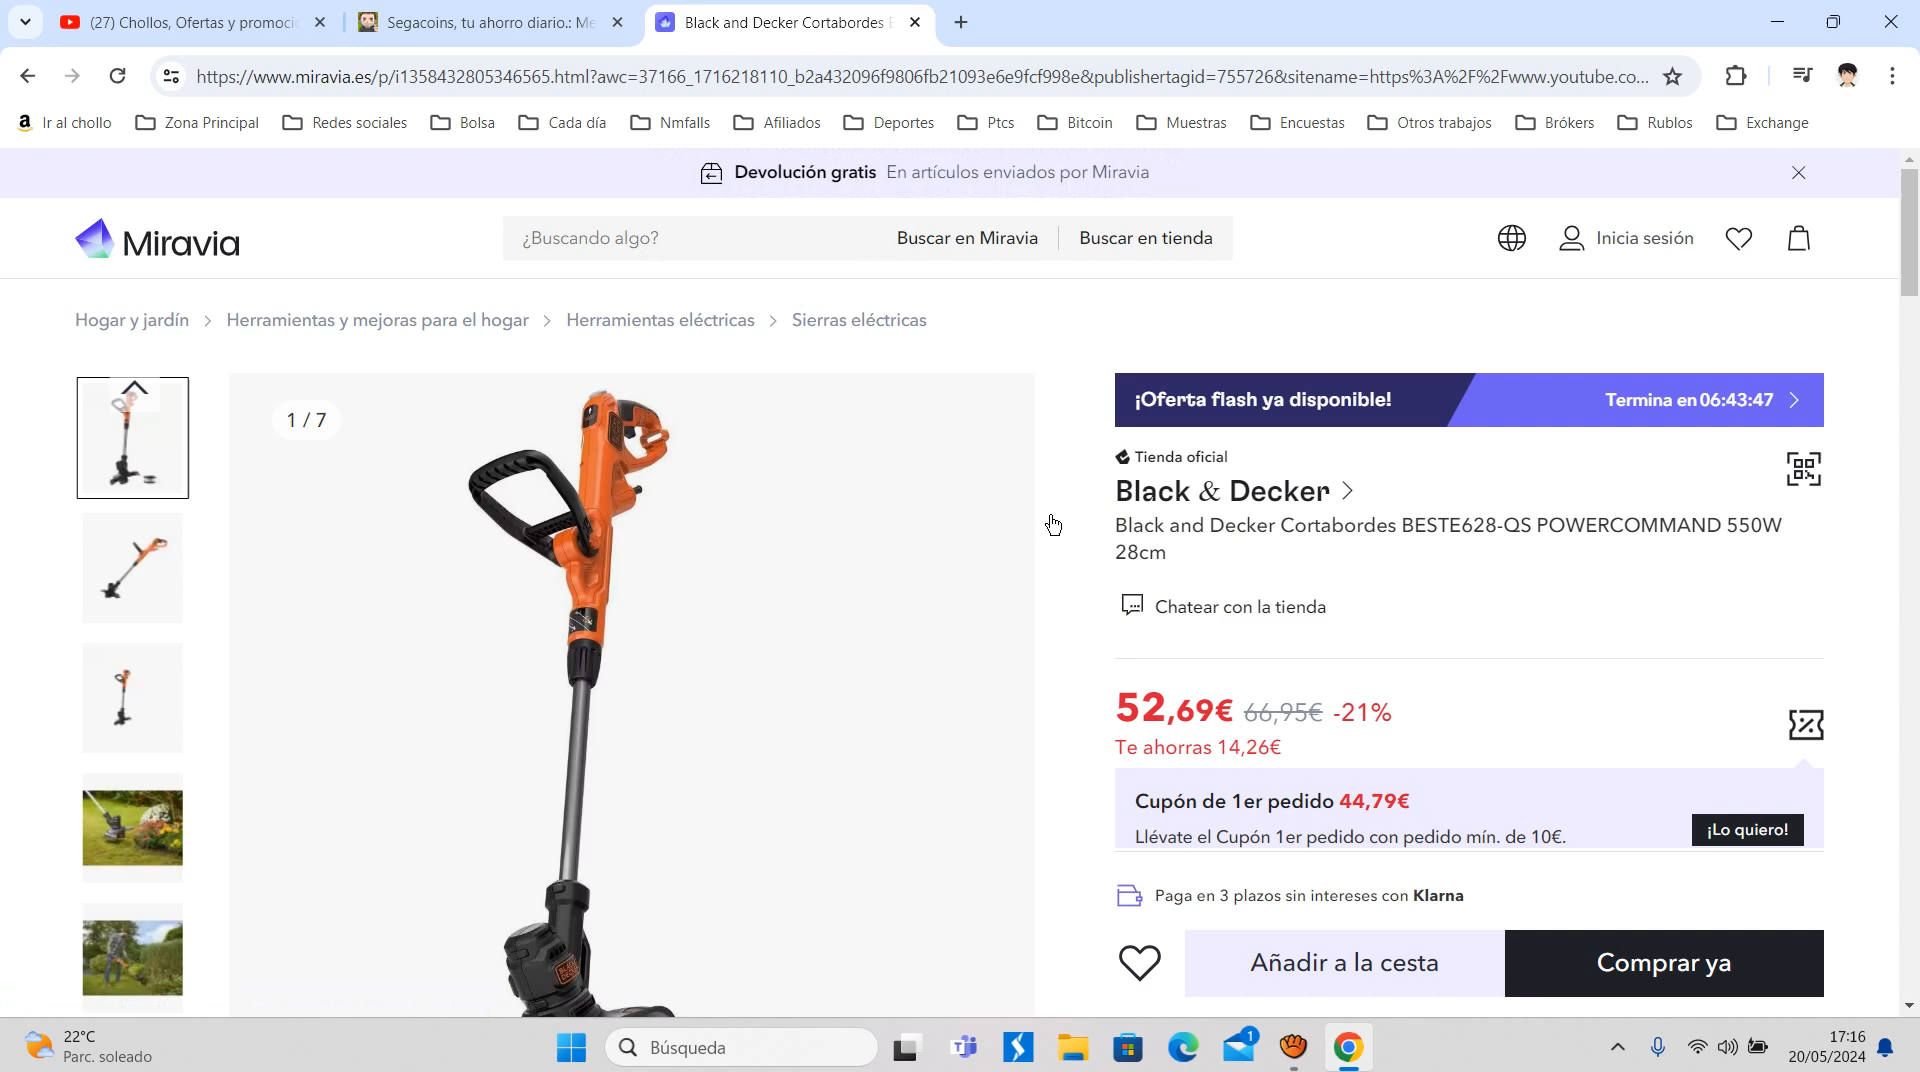 (27) Chollos, Ofertas y promoci
Segacoins, tu ahorro diario.: Me
Black and Decker Cortabordes B
https://www.miravia.es/p/i1358432805346565.html?awc=37166_1716218110_b2a432096f9806fb21093e6e9fcf998e&publishertagid=755726&sitename=https%3A%2F%2Fwww.youtube.co...
Ir al chollo
Zona Principal
Redes sociales
Bolsa
Cada día
Nmfalls
Afiliados
Deportes
Ptcs
Bitcoin
Muestras
Encuestas
Otros trabajos
Brókers
Rublos
Exchange
Devolución gratis En artículos enviados por Miravia
Miravia
¿Buscando algo?
Buscar en Miravia
Buscar en tienda
Inicia sesión
Hogar y jardín > Herramientas y mejoras para el hogar > Herramientas eléctricas > Sierras eléctricas
1 / 7
¡Oferta flash ya disponible!
Termina en 06:43:47
Tienda oficial
Black & Decker
Black and Decker Cortabordes BESTE628-QS POWERCOMMAND 550W
28cm
Chatear con la tienda
52,69€ 66,95€ -21%
Te ahorras 14,26€
Cupón de 1er pedido 44,79€
Llévate el Cupón 1er pedido con pedido mín. de 10€.
¡Lo quiero!
Paga en 3 plazos sin intereses con Klarna
Añadir a la cesta
Comprar ya
22°C
Parc. soleado
Búsqueda
1
17:16
20/05/2024